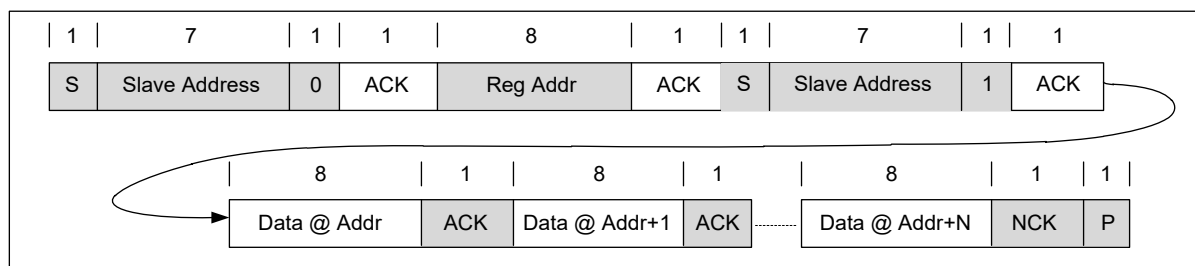 1 7 1 1 8 1 1 7 1 1
S Slave Address 0 ACK Reg Addr ACK S Slave Address 1 ACK
8 1 8 1 8 1 1
Data @ Addr ACK Data @ Addr+1 ACK Data @ Addr+N NCK P